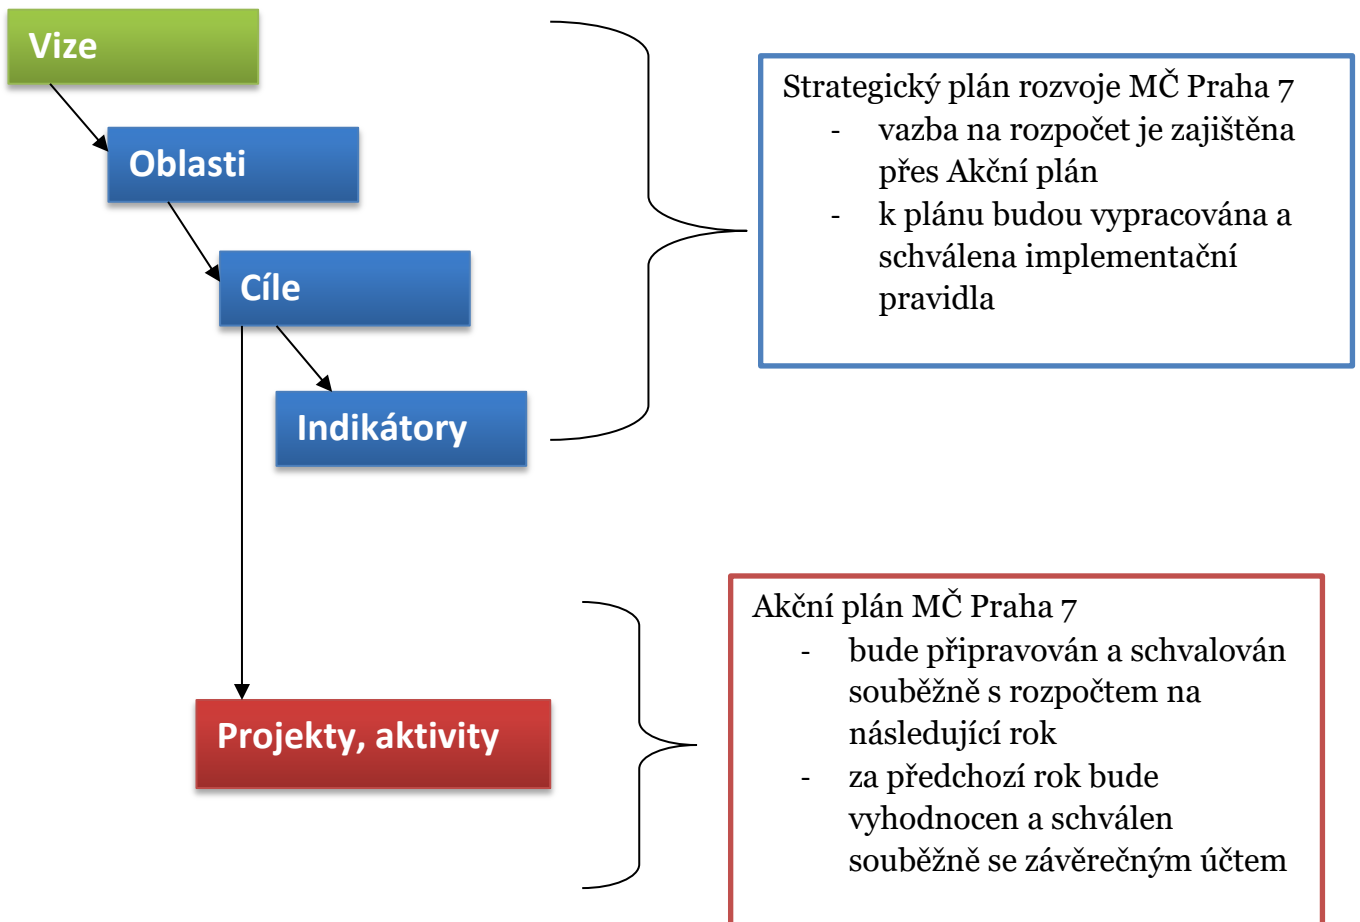 Vize
Oblasti
Cíle
Indikátory
Strategický plán rozvoje MČ Praha 7
- vazba na rozpočet je zajištěna
přes Akční plán
- k plánu budou vypracována a
schválena implementační
pravidla
Projekty, aktivity
Akční plán MČ Praha 7
- bude připravován a schvalován
souběžně s rozpočtem na
následující rok
- za předchozí rok bude
vyhodnocen a schválen
souběžně se závěrečným účtem